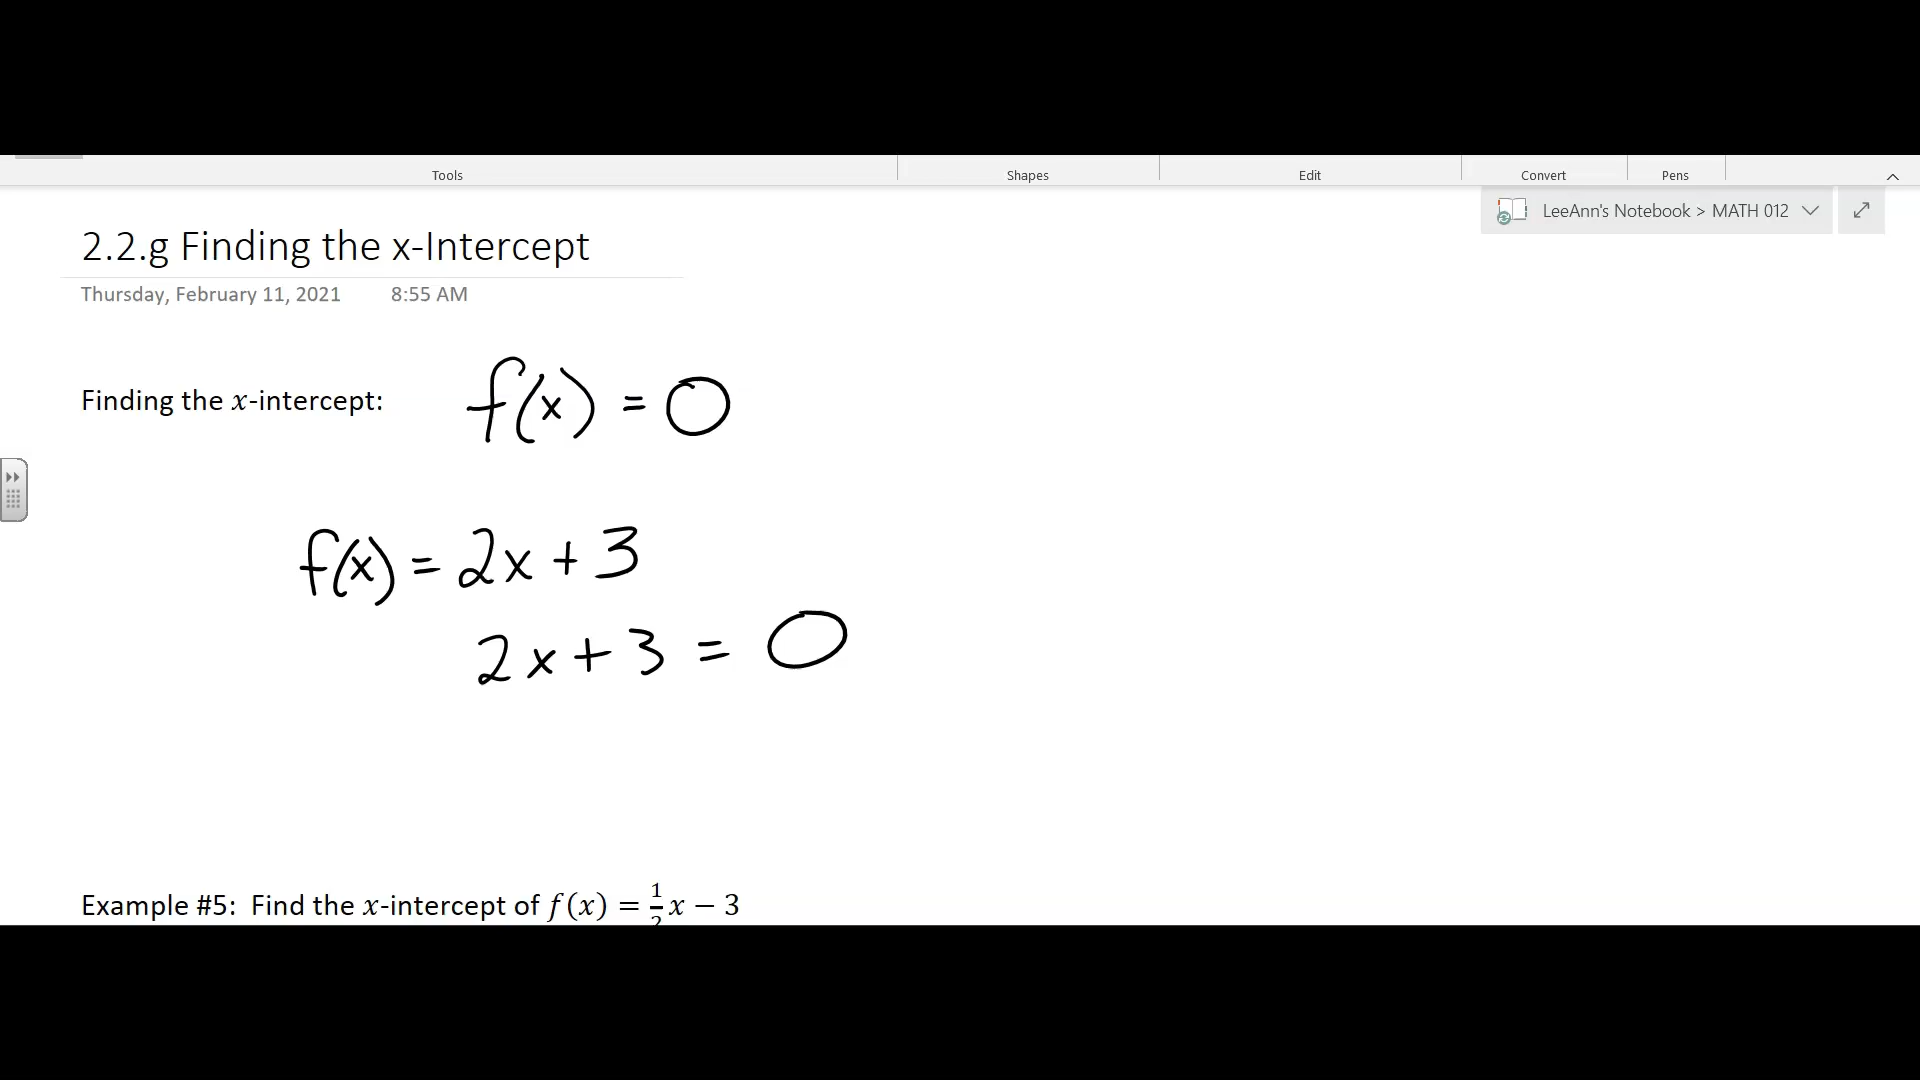 Tools Shapes Edit Convert Pens
LeeAnn's Notebook > MATH 012
2.2.g Finding the x-Intercept
Thursday, February 11, 2021 8:55 AM
Finding the x-intercept: f(x) = 0
f(x) = 2x + 3
2x + 3 = 0
Example #5: Find the x-intercept of f(x) = 1/2 x − 3